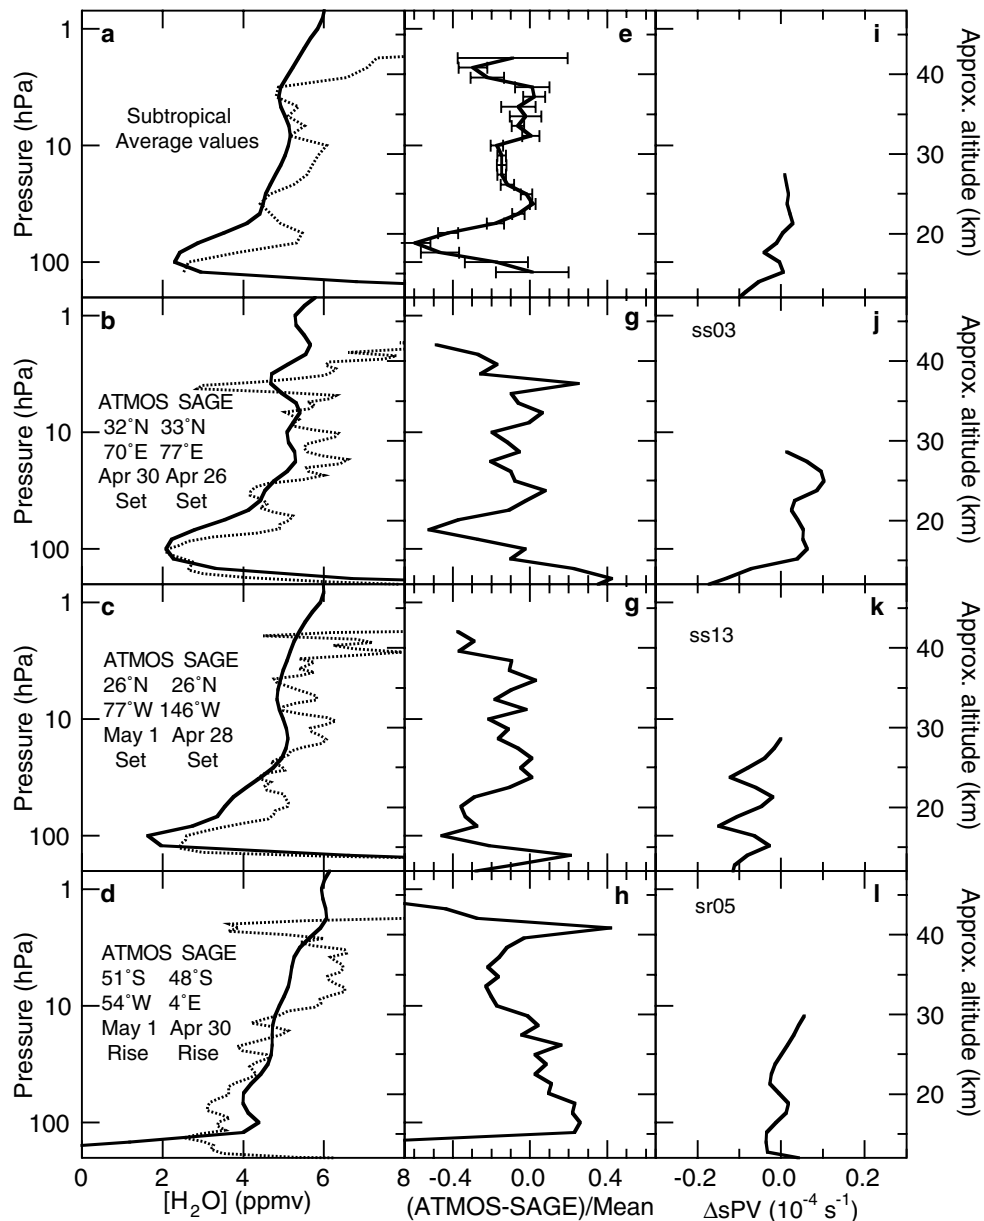 a
e
i
1
40
Subtropical
Average values
10
30
20
100
Pressure (hPa)
Approx. altitude (km)
b
g
ss03
j
1
40
ATMOS SAGE
32°N 33°N
70°E 77°E
Apr 30 Apr 26
Set Set
10
30
20
100
Pressure (hPa)
Approx. altitude (km)
c
g
k
1
ss13
40
ATMOS SAGE
26°N 26°N
77°W 146°W
May 1 Apr 28
Set Set
10
30
20
100
Pressure (hPa)
Approx. altitude (km)
d
h
sr05
l
1
40
ATMOS SAGE
51°S 48°S
54°W 4°E
May 1 Apr 30
Rise Rise
10
30
20
100
Pressure (hPa)
Approx. altitude (km)
0 2 4 6 8
-0.4 0.0 0.4
-0.2 0.0 0.2
[H₂O] (ppmv)
(ATMOS-SAGE)/Mean
ΔsPV (10⁻⁴ s⁻¹)